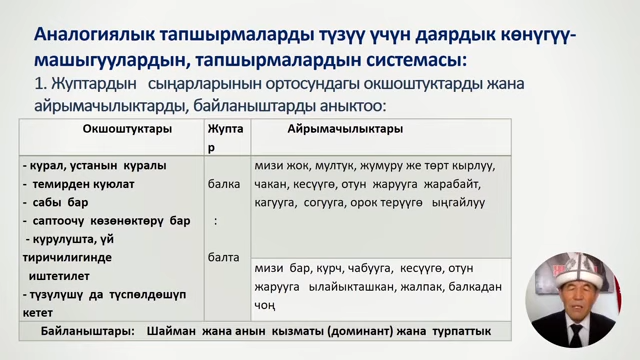 Аналогиялык тапшырмаларды түзүү үчүн даярдык көнүгүү-
машыгуулардын, тапшырмалардын системасы:
1. Жуптардын сыңарларынын ортосундагы окшоштуктарды жана
айрымачылыктарды, байланыштарды аныктоо:
Окшоштуктары
Жупта
р
Айрымачылыктары
- курал, устанын куралы
- темирден куюлат
- сабы бар
- саптоочу көзөнөктөрү бар
- курулушта, үй
тиричилигинде
иштетилет
- түзүлүшү да түспөлдөшүп
кетет
балка
:
балта
мизи жок, мултук, жумуру же төрт кырлуу,
чакан, кесүүгө, отун жарууга жарабайт,
кагууга, согууга, орок терүүгө ыңгайлуу
мизи бар, курч, чабууга, кесүүгө, отун
жарууга ылайыкташкан, жалпак, балкадан
чоң
Байланыштары: Шайман жана анын кызматы (доминант) жана турпаттык